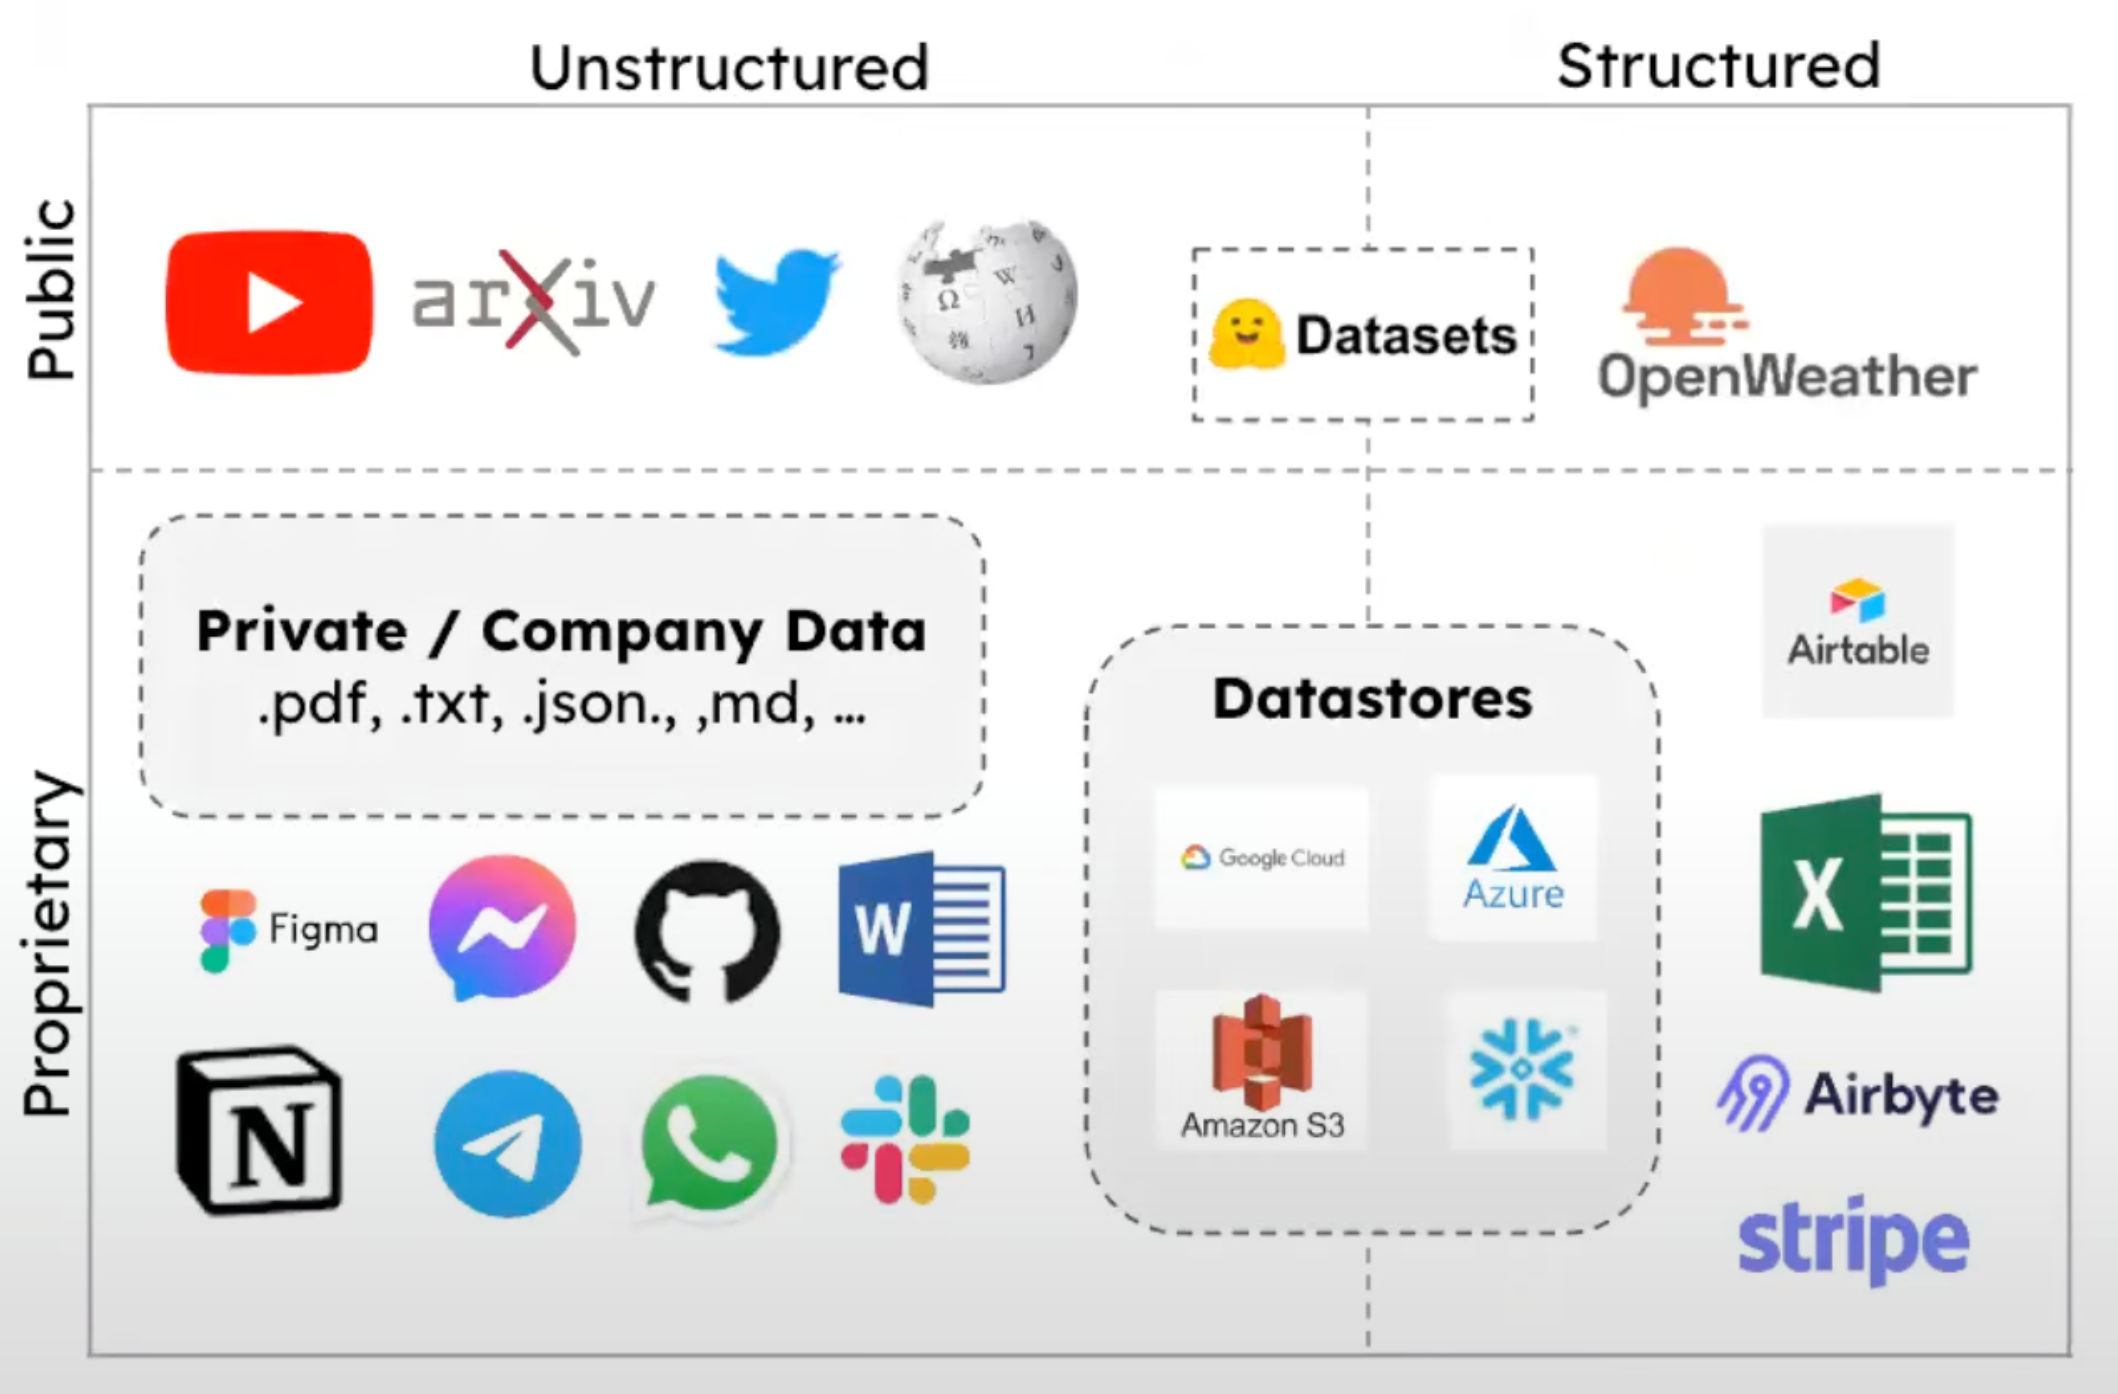 Unstructured
Structured
Public
arXiv
Datasets
OpenWeather
Proprietary
Private / Company Data
.pdf, .txt, .json., ,md, ...
Datastores
Airtable
Google Cloud
Azure
Figma
W
X
Amazon S3
Airbyte
N
stripe